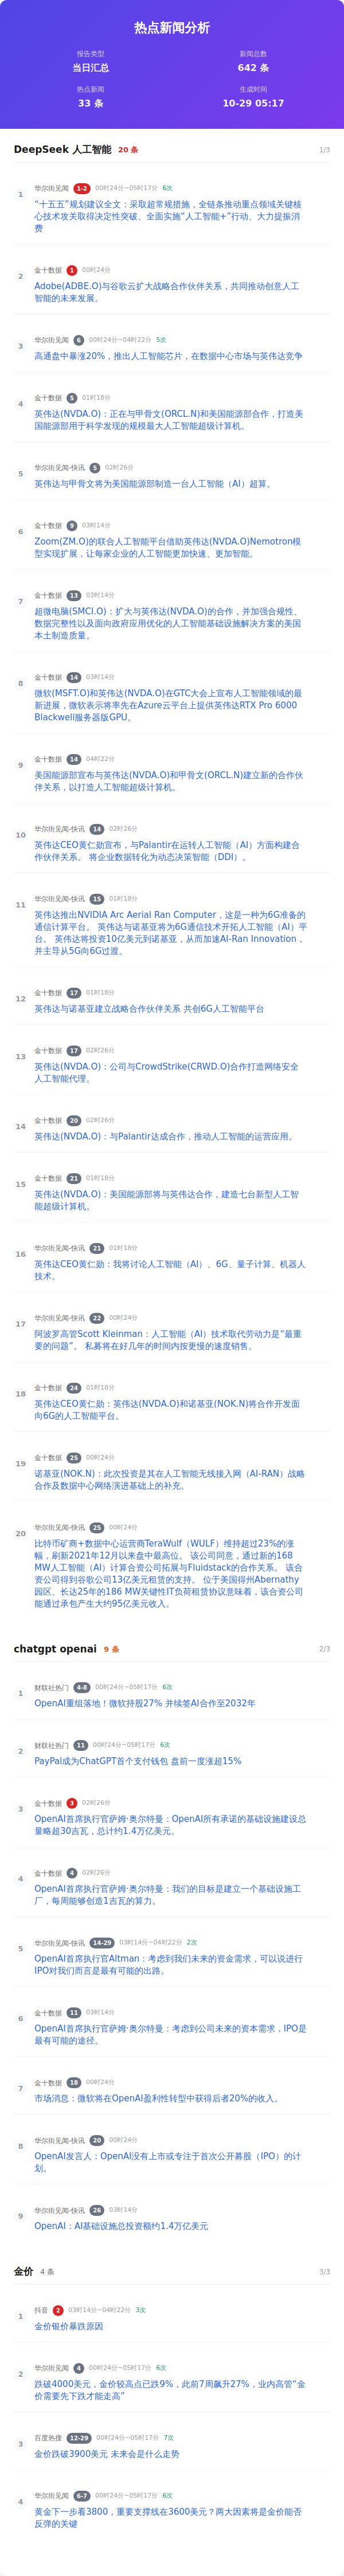 热点新闻分析
报告类型
当日汇总
新闻总数
642 条
热点新闻
33 条
生成时间
10-29 05:17
DeepSeek 人工智能 20 条 1/3
1
华尔街见闻 1-2 00时24分~05时17分 6次
“十五五”规划建议全文：采取超常规措施，全链条推动重点领域关键核
心技术攻关取得决定性突破、全面实施“人工智能+”行动、大力提振消
费
2
金十数据 1 00时24分
Adobe(ADBE.O)与谷歌云扩大战略合作伙伴关系，共同推动创意人工
智能的未来发展。
3
华尔街见闻 6 00时24分~04时22分 5次
高通盘中暴涨20%，推出人工智能芯片，在数据中心市场与英伟达竞争
4
金十数据 5 01时18分
英伟达(NVDA.O)：正在与甲骨文(ORCL.N)和美国能源部合作，打造美
国能源部用于科学发现的规模最大人工智能超级计算机。
5
华尔街见闻-快讯 5 02时26分
英伟达与甲骨文将为美国能源部制造一台人工智能（AI）超算。
6
金十数据 9 03时14分
Zoom(ZM.O)的联合人工智能平台借助英伟达(NVDA.O)Nemotron模
型实现扩展，让每家企业的人工智能更加快速、更加智能。
7
金十数据 13 03时14分
超微电脑(SMCI.O)：扩大与英伟达(NVDA.O)的合作，并加强合规性、
数据完整性以及面向政府应用优化的人工智能基础设施解决方案的美国
本土制造质量。
8
金十数据 14 03时14分
微软(MSFT.O)和英伟达(NVDA.O)在GTC大会上宣布人工智能领域的最
新进展，微软表示将率先在Azure云平台上提供英伟达RTX Pro 6000
Blackwell服务器版GPU。
9
金十数据 14 04时22分
美国能源部宣布与英伟达(NVDA.O)和甲骨文(ORCL.N)建立新的合作伙
伴关系，以打造人工智能超级计算机。
10
华尔街见闻-快讯 14 02时26分
英伟达CEO黄仁勋宣布，与Palantir在运转人工智能（AI）方面构建合
作伙伴关系。 将企业数据转化为动态决策智能（DDI）。
11
华尔街见闻-快讯 15 01时18分
英伟达推出NVIDIA Arc Aerial Ran Computer，这是一种为6G准备的
通信计算平台。 英伟达与诺基亚将为6G通信技术开拓人工智能（AI）平
台。 英伟达将投资10亿美元到诺基亚，从而加速AI-Ran Innovation，
并主导从5G向6G过渡。
12
金十数据 17 01时18分
英伟达与诺基亚建立战略合作伙伴关系 共创6G人工智能平台
13
金十数据 17 02时26分
英伟达(NVDA.O)：公司与CrowdStrike(CRWD.O)合作打造网络安全
人工智能代理。
14
金十数据 20 02时26分
英伟达(NVDA.O)：与Palantir达成合作，推动人工智能的运营应用。
15
金十数据 21 01时18分
英伟达(NVDA.O)：美国能源部将与英伟达合作，建造七台新型人工智
能超级计算机。
16
华尔街见闻-快讯 21 01时18分
英伟达CEO黄仁勋：我将讨论人工智能（AI）、6G、量子计算、机器人
技术。
17
华尔街见闻-快讯 22 00时24分
阿波罗高管Scott Kleinman：人工智能（AI）技术取代劳动力是“最重
要的问题”。 私募将在好几年的时间内按更慢的速度销售。
18
金十数据 24 01时18分
英伟达CEO黄仁勋：英伟达(NVDA.O)和诺基亚(NOK.N)将合作开发面
向6G的人工智能平台。
19
金十数据 25 00时24分
诺基亚(NOK.N)：此次投资是其在人工智能无线接入网（AI-RAN）战略
合作及数据中心网络演进基础上的补充。
20
华尔街见闻-快讯 25 00时24分
比特币矿商+数据中心运营商TeraWulf（WULF）维持超过23%的涨
幅，刷新2021年12月以来盘中最高位。 该公司同意，通过新的168
MW人工智能（AI）计算合资公司拓展与Fluidstack的合作关系。 该合
资公司得到谷歌公司13亿美元租赁的支持。 位于美国得州Abernathy
园区、长达25年的186 MW关键性IT负荷租赁协议意味着，该合资公司
能通过承包产生大约95亿美元收入。
chatgpt openai 9 条 2/3
1
财联社热门 4-8 00时24分~05时17分 6次
OpenAI重组落地！微软持股27% 并续签AI合作至2032年
2
财联社热门 11 00时24分~05时17分 6次
PayPal成为ChatGPT首个支付钱包 盘前一度涨超15%
3
金十数据 3 02时26分
OpenAI首席执行官萨姆·奥尔特曼：OpenAI所有承诺的基础设施建设总
量略超30吉瓦，总计约1.4万亿美元。
4
金十数据 4 02时26分
OpenAI首席执行官萨姆·奥尔特曼：我们的目标是建立一个基础设施工
厂，每周能够创造1吉瓦的算力。
5
华尔街见闻-快讯 14-29 03时14分~04时22分 2次
OpenAI首席执行官Altman：考虑到我们未来的资金需求，可以说进行
IPO对我们而言是最有可能的出路。
6
金十数据 11 03时14分
OpenAI首席执行官萨姆·奥尔特曼：考虑到公司未来的资本需求，IPO是
最有可能的途径。
7
金十数据 18 00时24分
市场消息：微软将在OpenAI盈利性转型中获得后者20%的收入。
8
华尔街见闻-快讯 20 00时24分
OpenAI发言人：OpenAI没有上市或专注于首次公开募股（IPO）的计
划。
9
华尔街见闻-快讯 26 03时14分
OpenAI：AI基础设施总投资额约1.4万亿美元
金价 4 条 3/3
1
抖音 2 03时14分~04时22分 3次
金价银价暴跌原因
2
华尔街见闻 4 00时24分~05时17分 6次
跌破4000美元，金价较高点已跌9%，此前7周飙升27%，业内高管“金
价需要先下跌才能走高”
3
百度热搜 12-29 00时24分~05时17分 7次
金价跌破3900美元 未来会是什么走势
4
华尔街见闻 6-7 00时24分~05时17分 6次
黄金下一步看3800，重要支撑线在3600美元？两大因素将是金价能否
反弹的关键